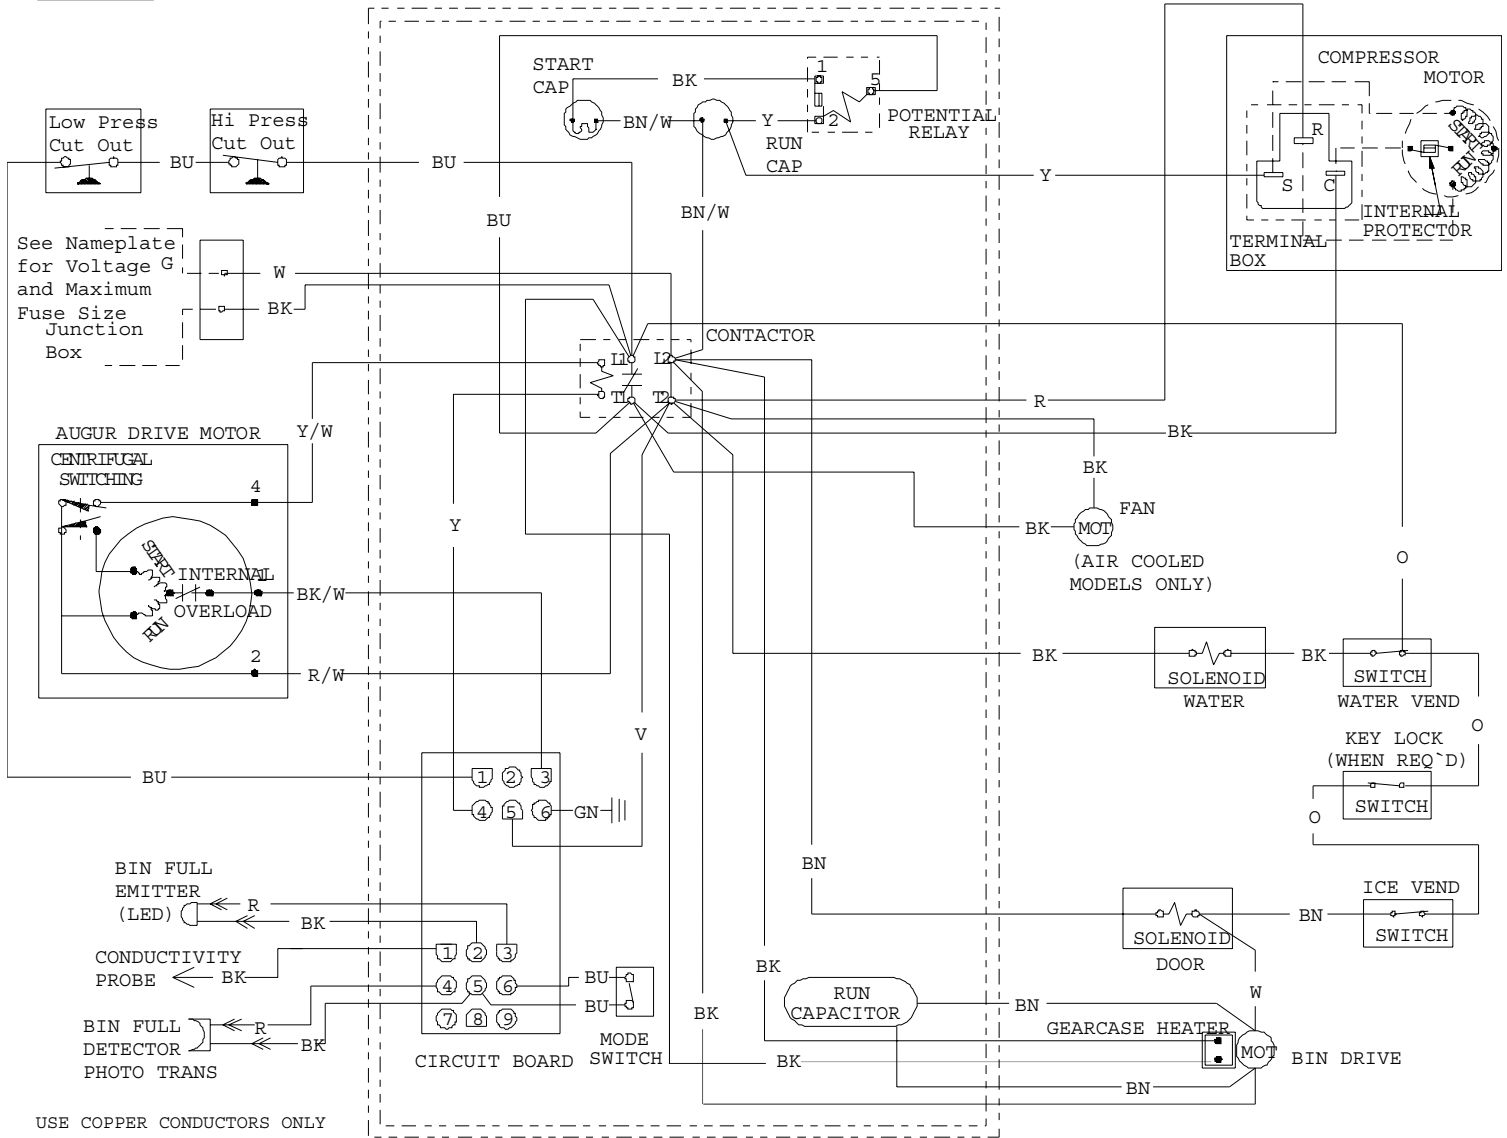 START
CAP
BK
1
5
2
BN/W
Y
RUN
CAP
POTENTIAL
RELAY
COMPRESSOR
MOTOR
START
RUN
R
S
C
INTERNAL
PROTECTOR
TERMINAL
BOX
Low Press
Cut Out
BU
Hi Press
Cut Out
BU
BU
BN/W
Y
See Nameplate
for Voltage
and Maximum
Fuse Size
G
Junction
Box
W
BK
CONTACTOR
L1
L2
T1
T2
R
BK
AUGUR DRIVE MOTOR
Y/W
CENTRIFUGAL
SWITCHING
4
START
INTERNAL
1
OVERLOAD
RUN
2
BK/W
R/W
Y
V
BK
BK
MOT
FAN
(AIR COOLED
MODELS ONLY)
O
BK
SOLENOID
WATER
BK
SWITCH
WATER VEND
O
KEY LOCK
(WHEN REQ`D)
SWITCH
O
BU
1
2
3
4
5
6
GN
BIN FULL
EMITTER
(LED)
R
BK
CONDUCTIVITY
PROBE
BK
1
2
3
4
5
6
7
8
9
BU
BU
MODE
SWITCH
BIN FULL
DETECTOR
PHOTO TRANS
R
BK
CIRCUIT BOARD
BN
SOLENOID
DOOR
BN
ICE VEND
SWITCH
W
BK
BK
RUN
CAPACITOR
BN
GEARCASE HEATER
BK
MOT
BIN DRIVE
BN
USE COPPER CONDUCTORS ONLY